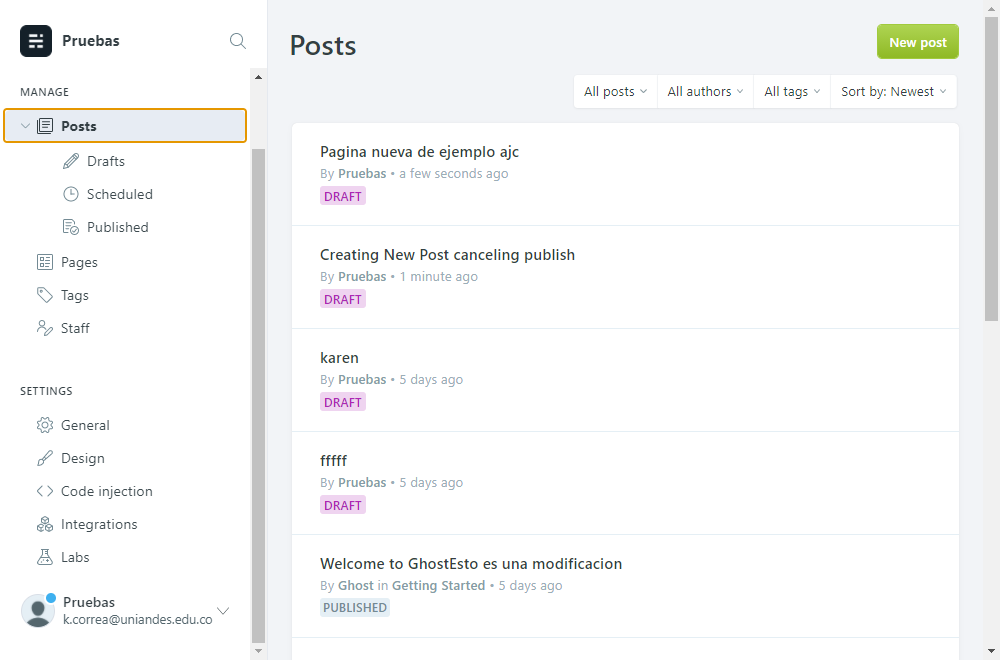 Pruebas
MANAGE
Posts
Drafts
Scheduled
Published
Pages
Tags
Staff
SETTINGS
General
Design
Code injection
Integrations
Labs
Pruebas
k.correa@uniandes.edu.co
Posts
New post
All posts
All authors
All tags
Sort by: Newest
Pagina nueva de ejemplo ajc
By Pruebas • a few seconds ago
DRAFT
Creating New Post canceling publish
By Pruebas • 1 minute ago
DRAFT
karen
By Pruebas • 5 days ago
DRAFT
fffff
By Pruebas • 5 days ago
DRAFT
Welcome to GhostEsto es una modificacion
By Ghost in Getting Started • 5 days ago
PUBLISHED